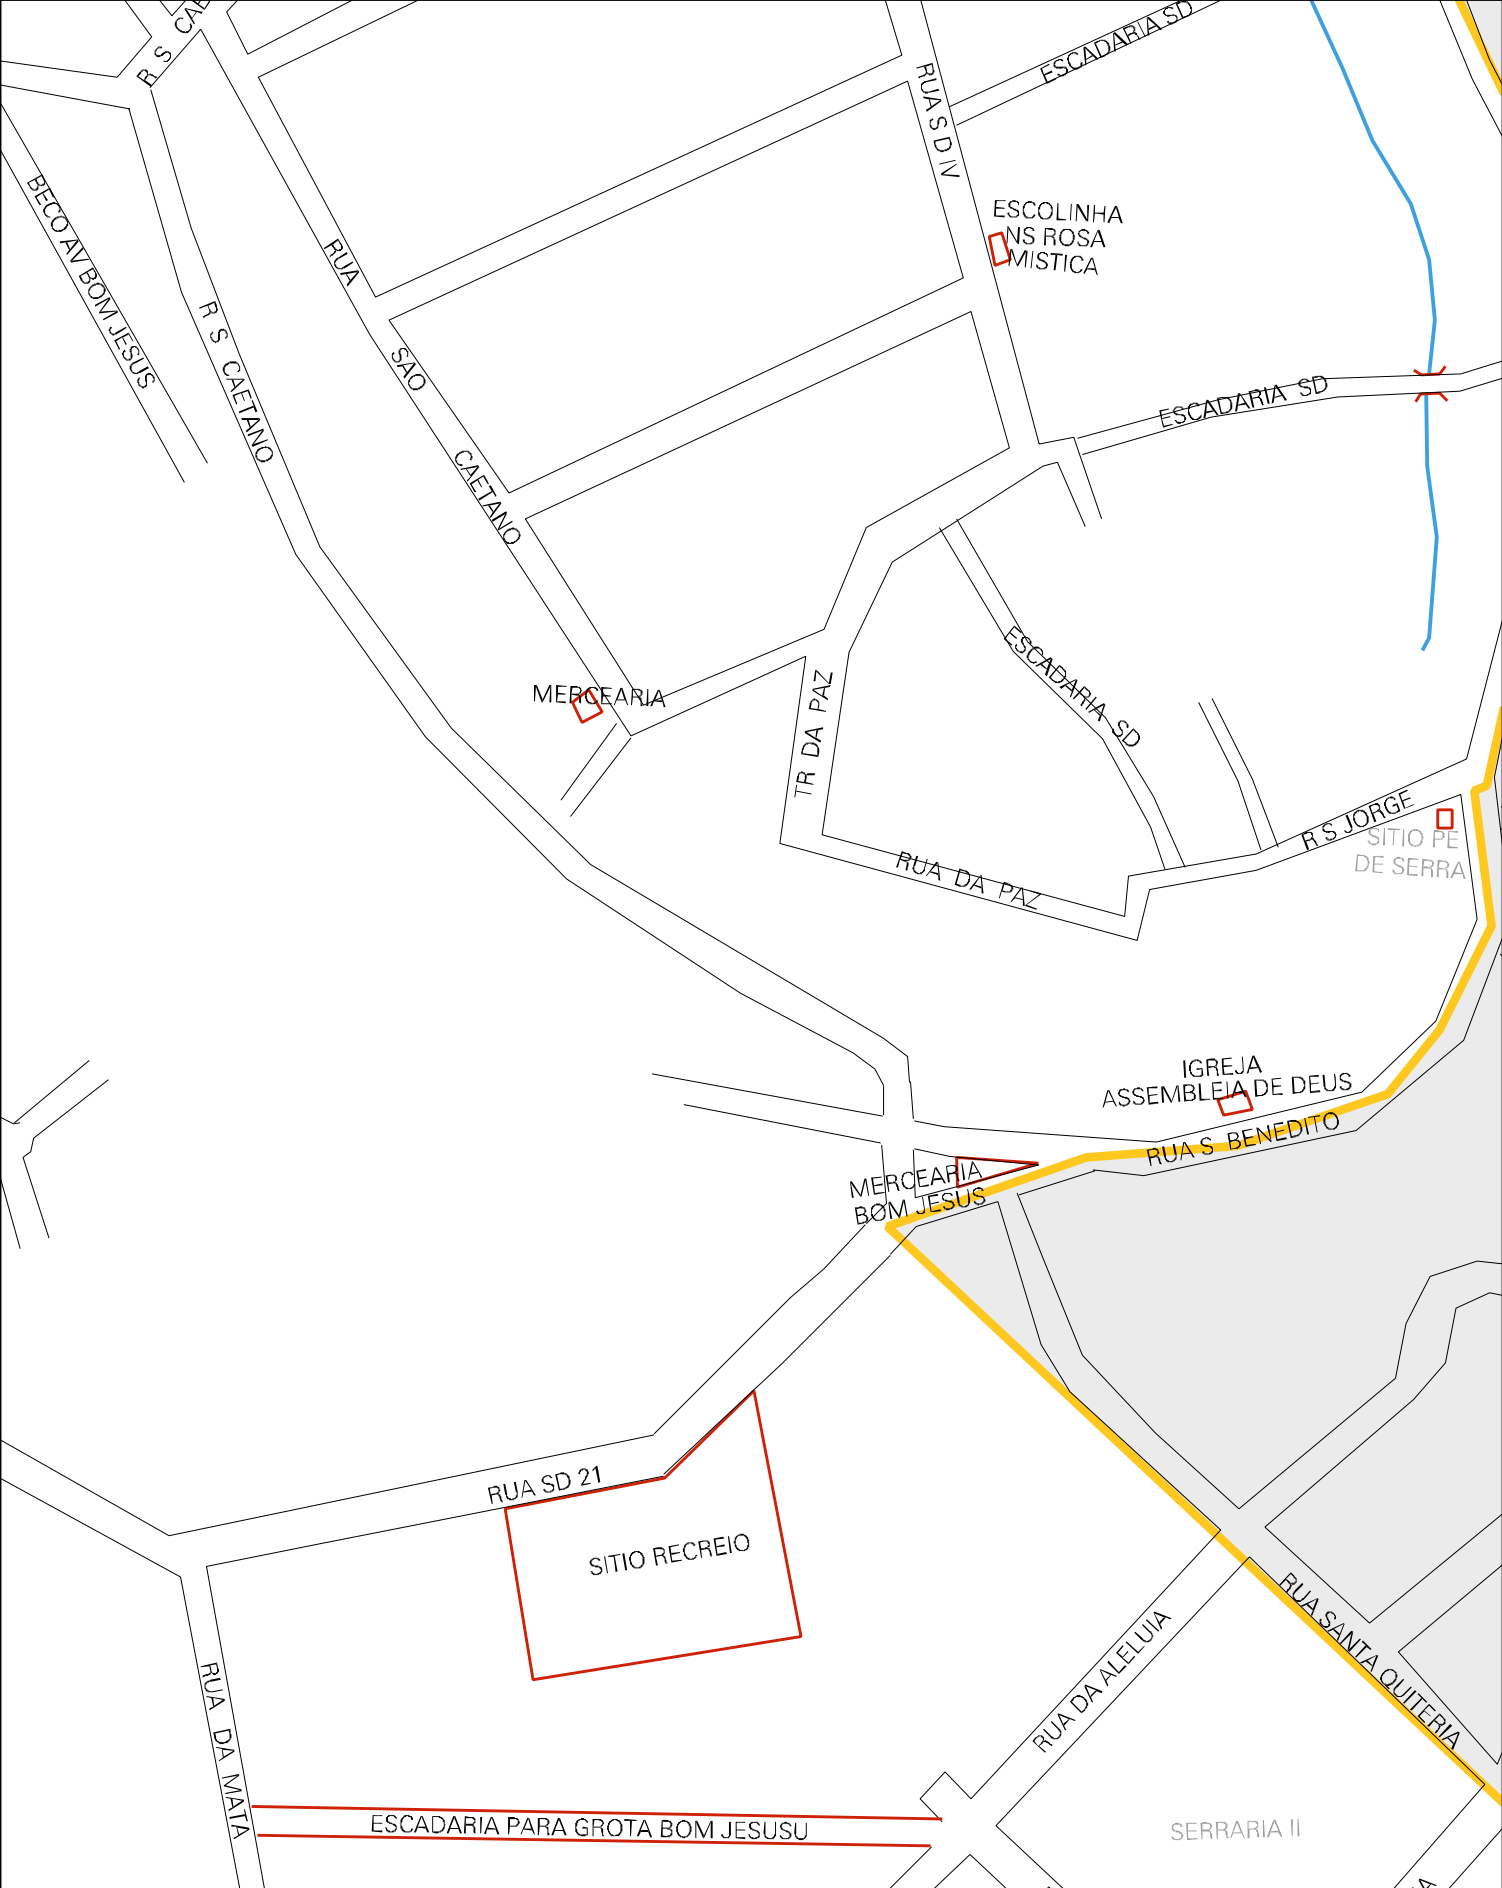 R S CAE
ESCADARIA SD
RUA S D IV
BECO AV BOM JESUS
ESCOLINHA
NS ROSA
MISTICA
RUA SAO CAETANO
R S CAETANO
ESCADARIA SD
MERCEARIA
TR DA PAZ
ESCADARIA SD
R S JORGE
SITIO PE
DE SERRA
RUA DA PAZ
IGREJA
ASSEMBLEIA DE DEUS
RUA S BENEDITO
MERCEARIA
BOM JESUS
RUA SD 21
SITIO RECREIO
RUA SANTA QUITERIA
RUA DA ALELUIA
RUA DA MATA
ESCADARIA PARA GROTA BOM JESUSU
SERRARIA II
A